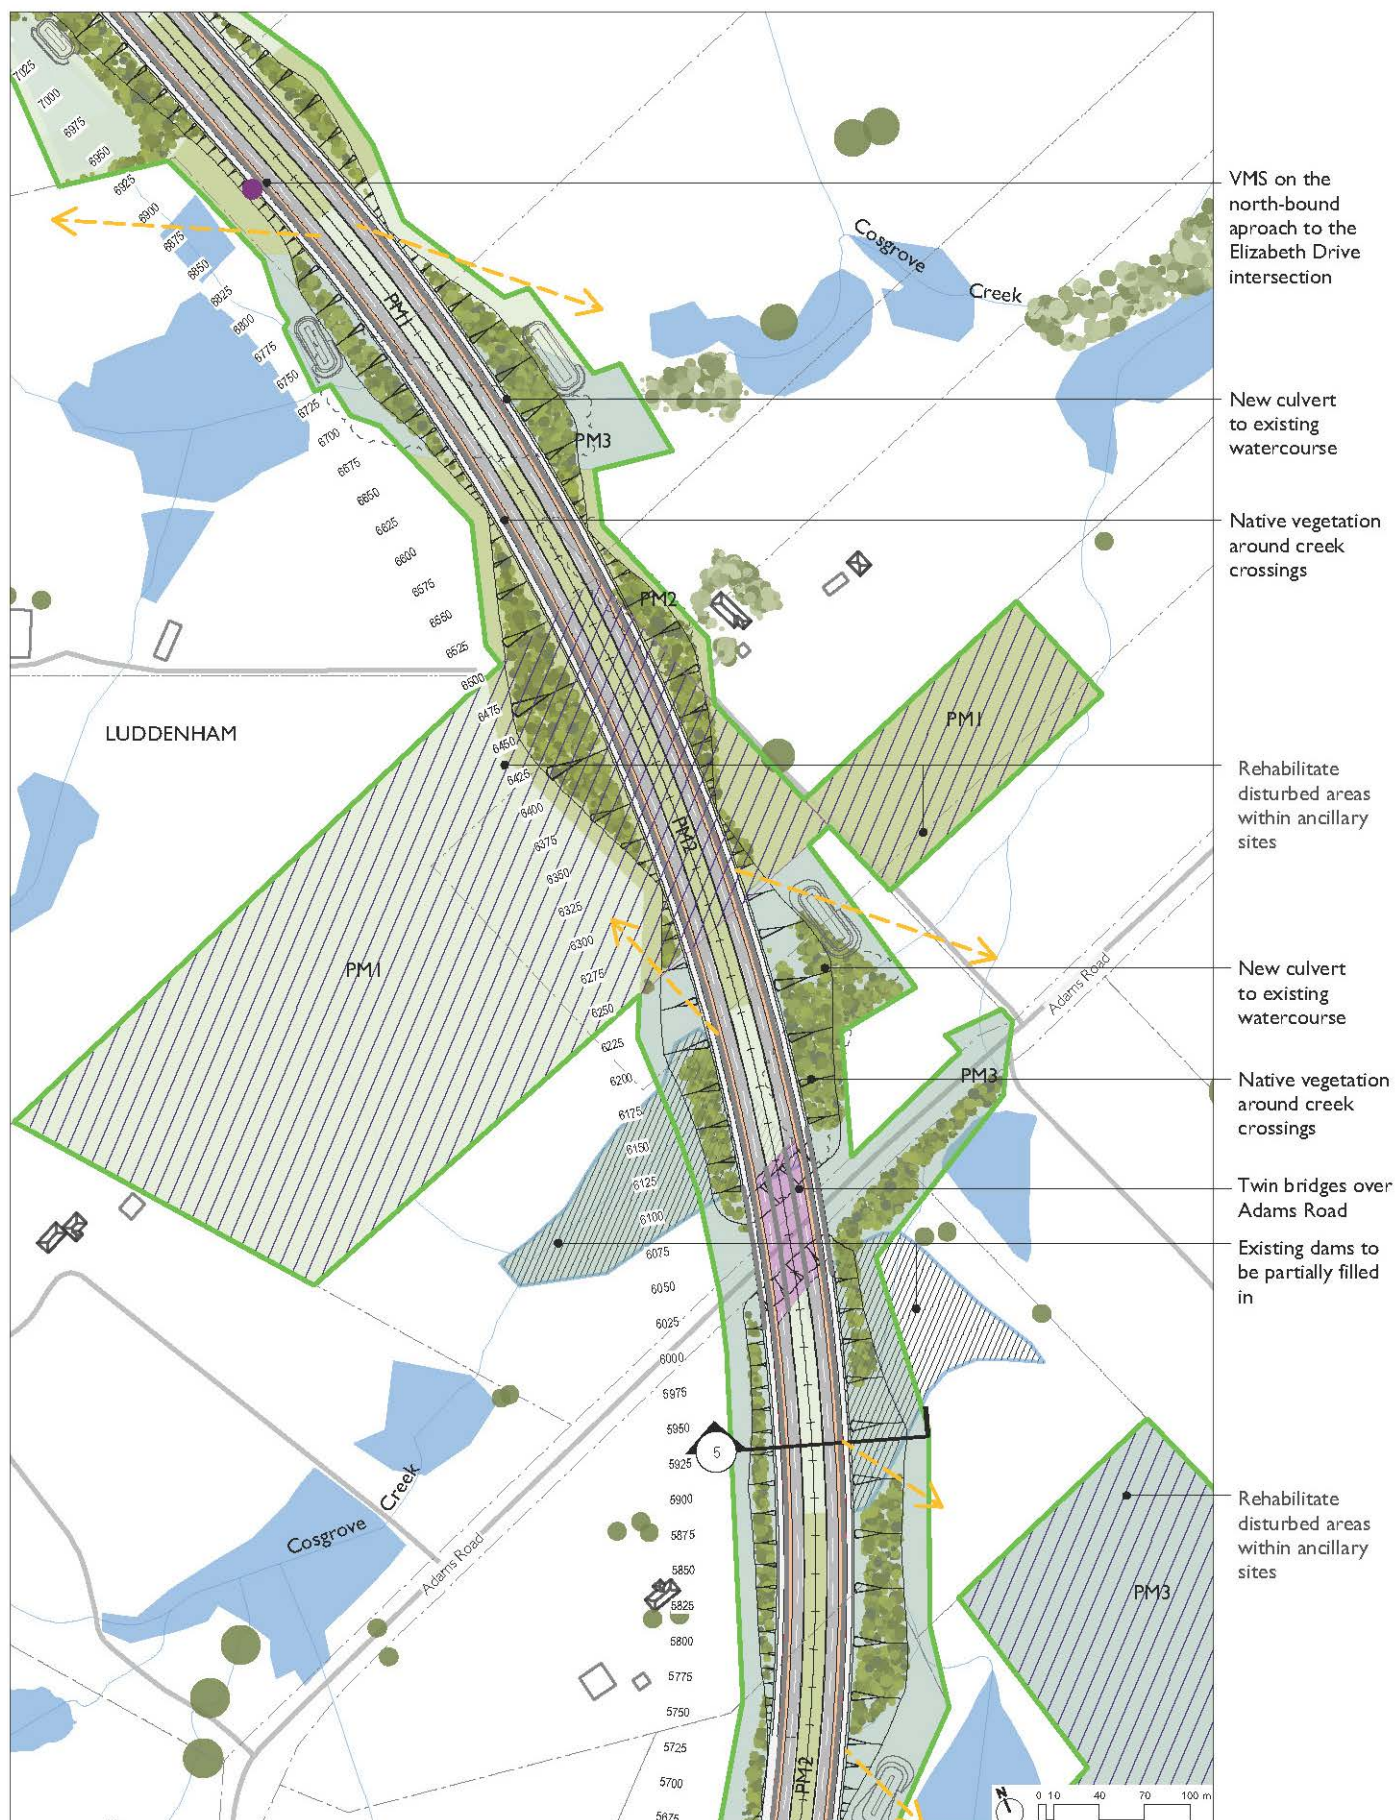 7025
7000
6975
6950
6925
6900
6875
6850
6825
6800
6775
6750
6725
6700
6675
6650
6625
6600
6575
6550
6525
6500
6475
6450
6425
6400
6375
6350
6325
6300
6275
6250
6225
6200
6175
6150
6125
6100
6075
6050
6025
6000
5975
5950
5925
5900
5875
5850
5825
5800
5775
5750
5725
5700
5675
PM1
PM3
PM2
PM1
PM2
PM1
PM3
PM3
PM2
Cosgrove
Creek
LUDDENHAM
Adams Road
5
Cosgrove
Creek
Adams Road
VMS on the
north-bound
aproach to the
Elizabeth Drive
intersection
New culvert
to existing
watercourse
Native vegetation
around creek
crossings
Rehabilitate
disturbed areas
within ancillary
sites
New culvert
to existing
watercourse
Native vegetation
around creek
crossings
Twin bridges over
Adams Road
Existing dams to
be partially filled
in
Rehabilitate
disturbed areas
within ancillary
sites
N
0 10 40 70 100 m